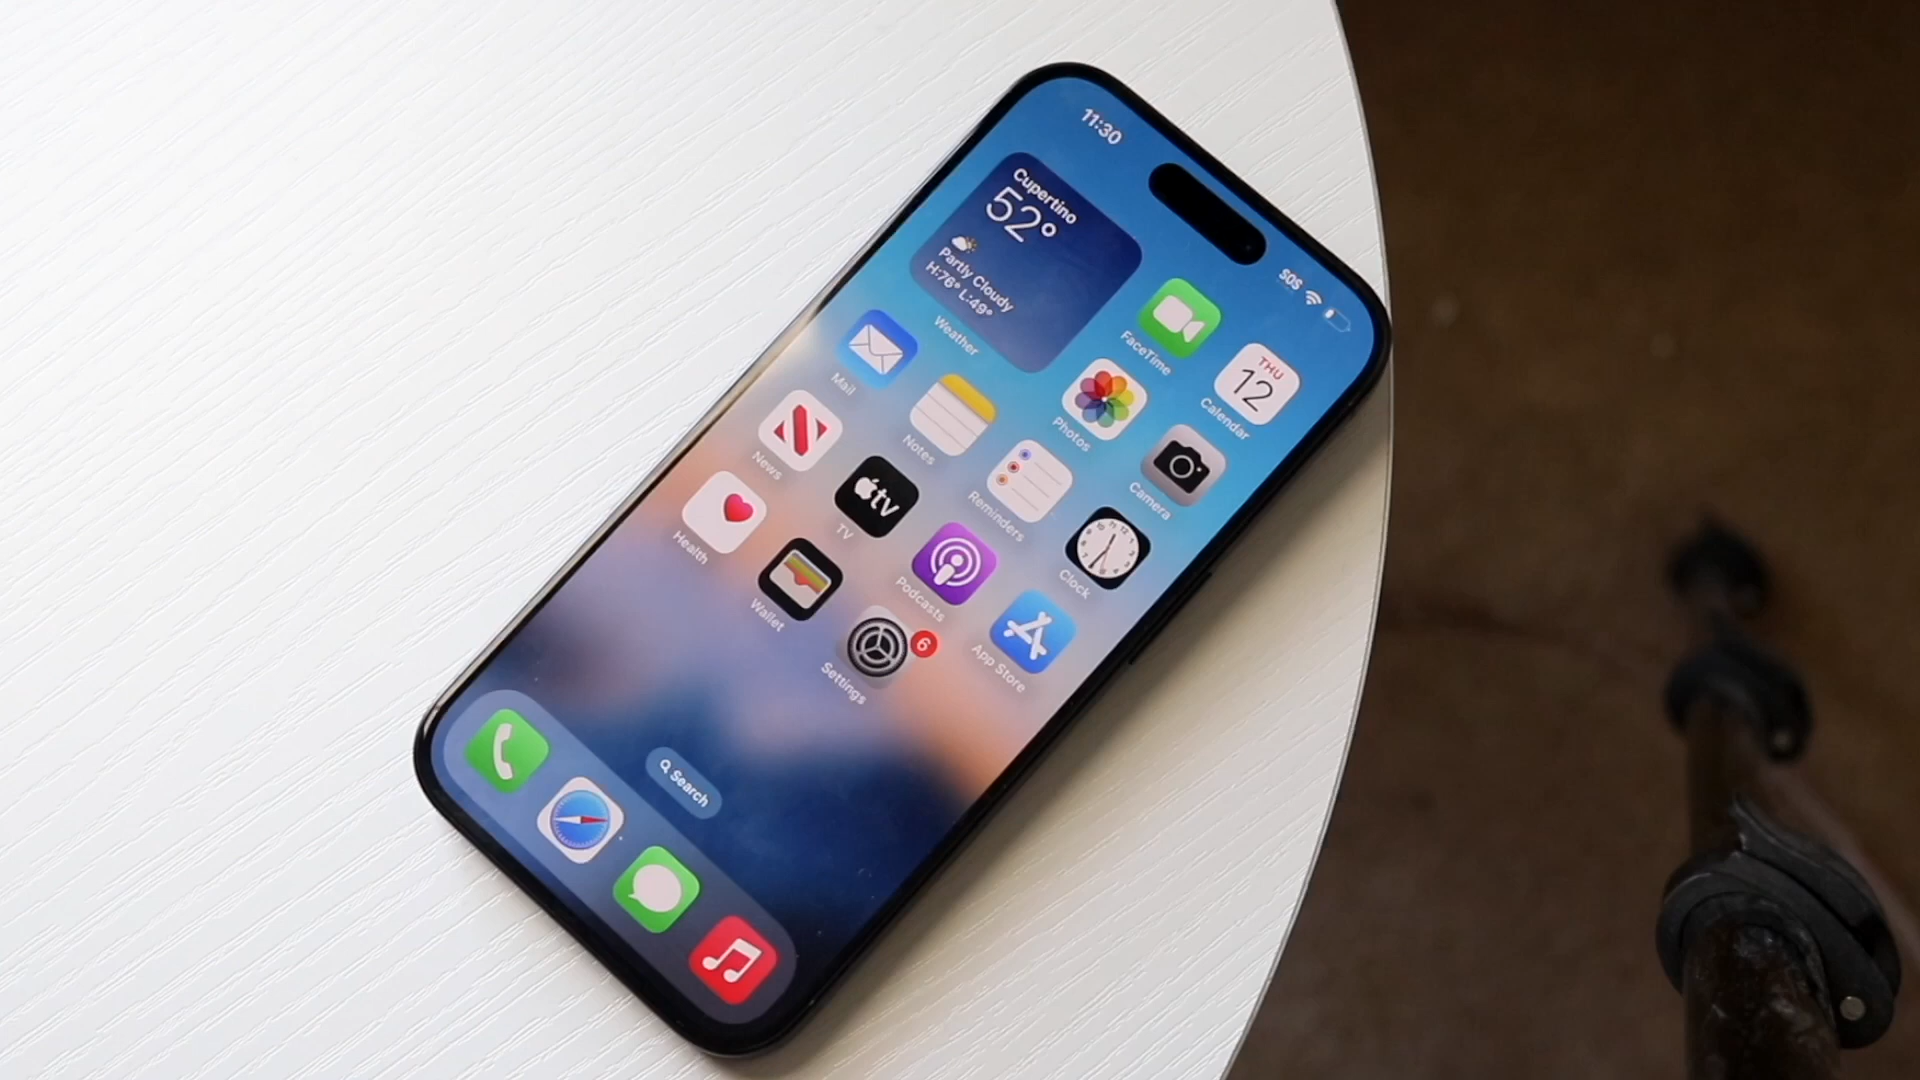 11:30
SOS
Cupertino
52°
Partly Cloudy
H:76° L:49°
Weather
FaceTime
THU
12
Calendar
Photos
Camera
Mail
Notes
Reminders
Clock
News
tv
TV
Podcasts
App Store
Health
Wallet
6
Settings
Search